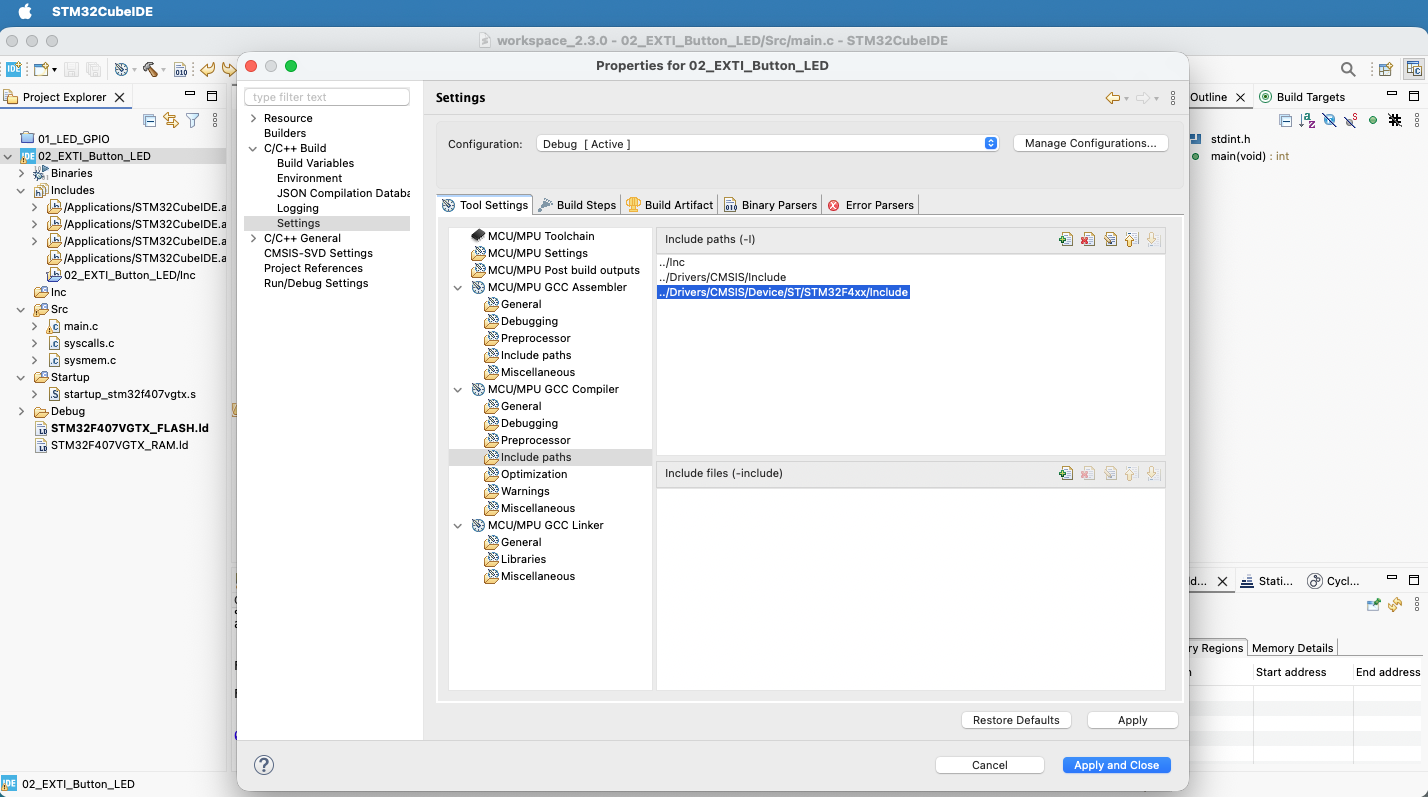 STM32CubeIDE
workspace_2.3.0 - 02_EXTI_Button_LED/Src/main.c - STM32CubeIDE
Properties for 02_EXTI_Button_LED
Project Explorer
01_LED_GPIO
02_EXTI_Button_LED
Binaries
Includes
/Applications/STM32CubeIDE.a
/Applications/STM32CubeIDE.a
/Applications/STM32CubeIDE.a
/Applications/STM32CubeIDE.a
02_EXTI_Button_LED/Inc
Inc
Src
main.c
syscalls.c
sysmem.c
Startup
startup_stm32f407vgtx.s
Debug
STM32F407VGTX_FLASH.ld
STM32F407VGTX_RAM.ld
type filter text
Resource
Builders
C/C++ Build
Build Variables
Environment
JSON Compilation Databa
Logging
Settings
C/C++ General
CMSIS-SVD Settings
Project References
Run/Debug Settings
Settings
Configuration:
Debug [ Active ]
Manage Configurations...
Tool Settings
Build Steps
Build Artifact
Binary Parsers
Error Parsers
MCU/MPU Toolchain
MCU/MPU Settings
MCU/MPU Post build outputs
MCU/MPU GCC Assembler
General
Debugging
Preprocessor
Include paths
Miscellaneous
MCU/MPU GCC Compiler
General
Debugging
Preprocessor
Include paths
Optimization
Warnings
Miscellaneous
MCU/MPU GCC Linker
General
Libraries
Miscellaneous
Include paths (-I)
../Inc
../Drivers/CMSIS/Include
../Drivers/CMSIS/Device/ST/STM32F4xx/Include
Include files (-include)
Restore Defaults
Apply
Cancel
Apply and Close
Outline
Build Targets
stdint.h
main(void) : int
ld...
Stati...
Cycl...
ry Regions
Memory Details
Start address
End address
02_EXTI_Button_LED